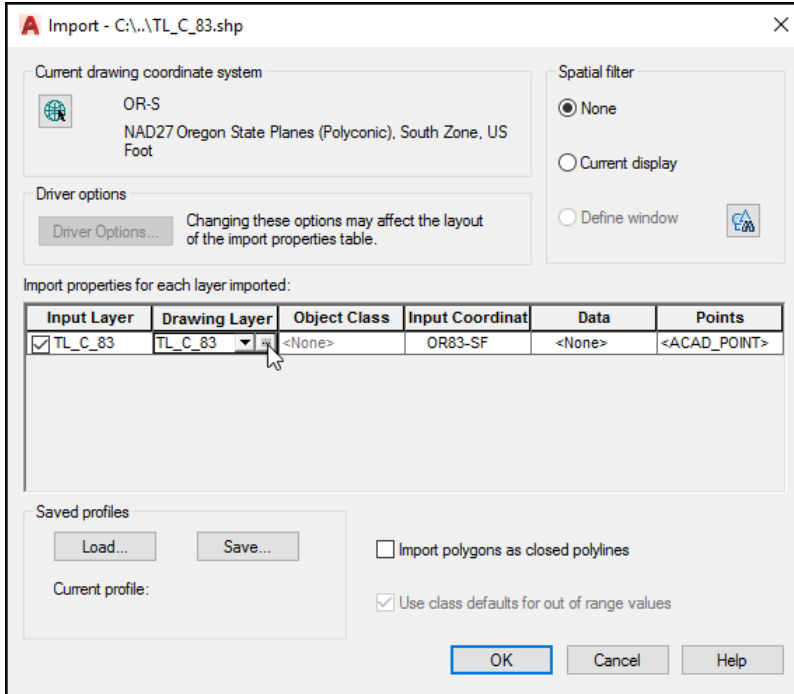 Import - C:\..\TL_C_83.shp
Current drawing coordinate system
OR-S
NAD27 Oregon State Planes (Polyconic), South Zone, US
Foot
Spatial filter
None
Current display
Define window
Driver options
Driver Options...
Changing these options may affect the layout
of the import properties table.
Import properties for each layer imported:
Input Layer Drawing Layer Object Class Input Coordinat Data Points
TL_C_83 TL_C_83 ... <None> OR83-SF <None> <ACAD_POINT>
Saved profiles
Load... Save...
Current profile:
Import polygons as closed polylines
Use class defaults for out of range values
OK Cancel Help